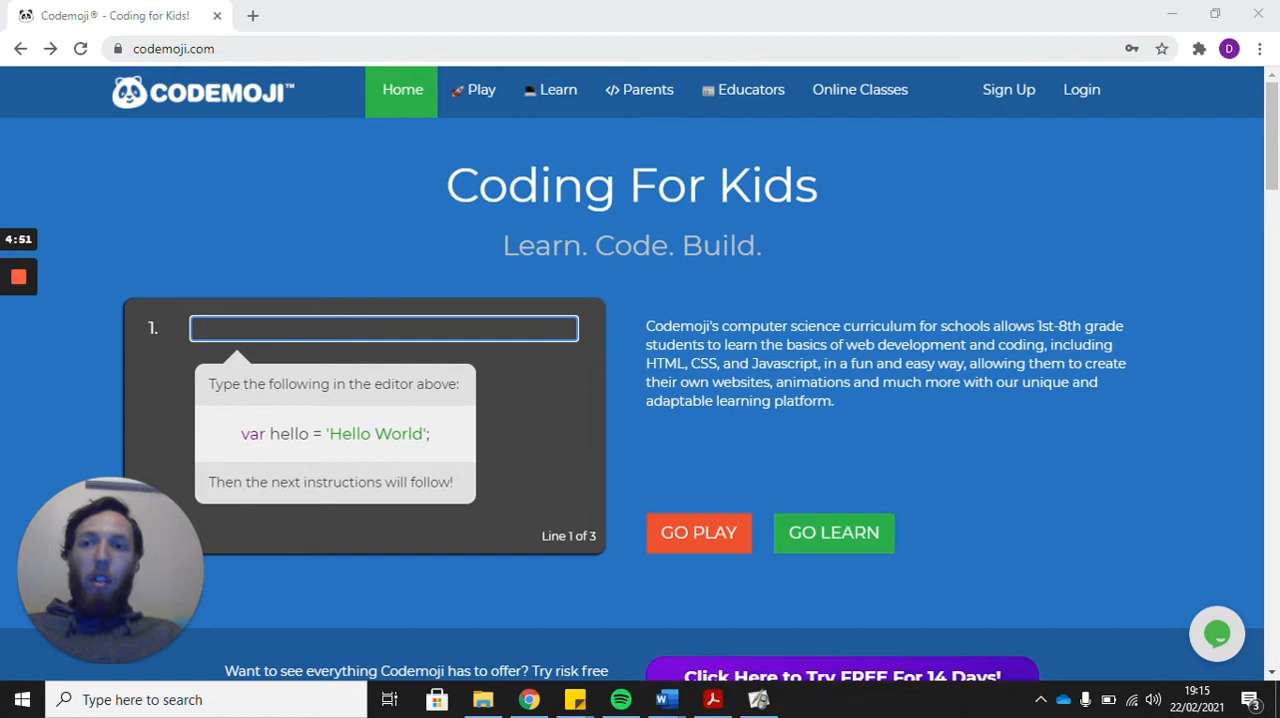 Codemoji® - Coding for Kids!
codemoji.com
D
CODEMOJI™
Home
Play
Learn
</> Parents
Educators
Online Classes
Sign Up
Login
Coding For Kids
Learn. Code. Build.
4:51
1.
Type the following in the editor above:
var hello = 'Hello World';
Then the next instructions will follow!
Line 1 of 3
Codemoji's computer science curriculum for schools allows 1st-8th grade
students to learn the basics of web development and coding, including
HTML, CSS, and Javascript, in a fun and easy way, allowing them to create
their own websites, animations and much more with our unique and
adaptable learning platform.
GO PLAY
GO LEARN
Want to see everything Codemoji has to offer? Try risk free
Click Here to Try FREE For 14 Days!
Type here to search
19:15
22/02/2021
3